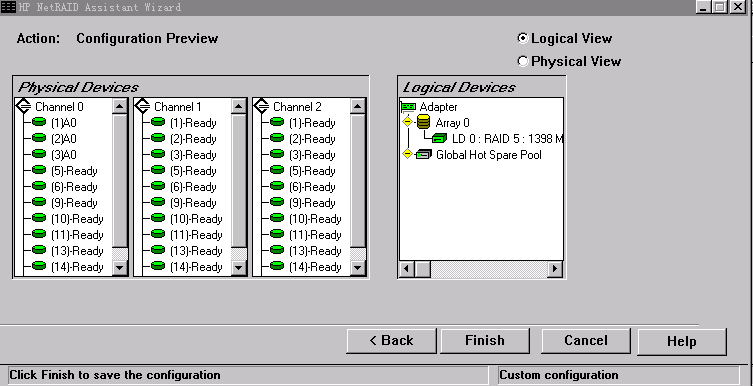 HP NetRAID Assistant Wizard
Action: Configuration Preview
Logical View
Physical View
Physical Devices
Channel 0
(1)A0
(2)A0
(3)A0
(5)-Ready
(6)-Ready
(9)-Ready
(10)-Ready
(11)-Ready
(13)-Ready
(14)-Ready
Channel 1
(1)-Ready
(2)-Ready
(3)-Ready
(5)-Ready
(6)-Ready
(9)-Ready
(10)-Ready
(11)-Ready
(13)-Ready
(14)-Ready
Channel 2
(1)-Ready
(2)-Ready
(3)-Ready
(5)-Ready
(6)-Ready
(9)-Ready
(10)-Ready
(11)-Ready
(13)-Ready
(14)-Ready
Logical Devices
Adapter
Array 0
LD 0 : RAID 5 : 1398 M
Global Hot Spare Pool
< Back
Finish
Cancel
Help
Click Finish to save the configuration
Custom configuration